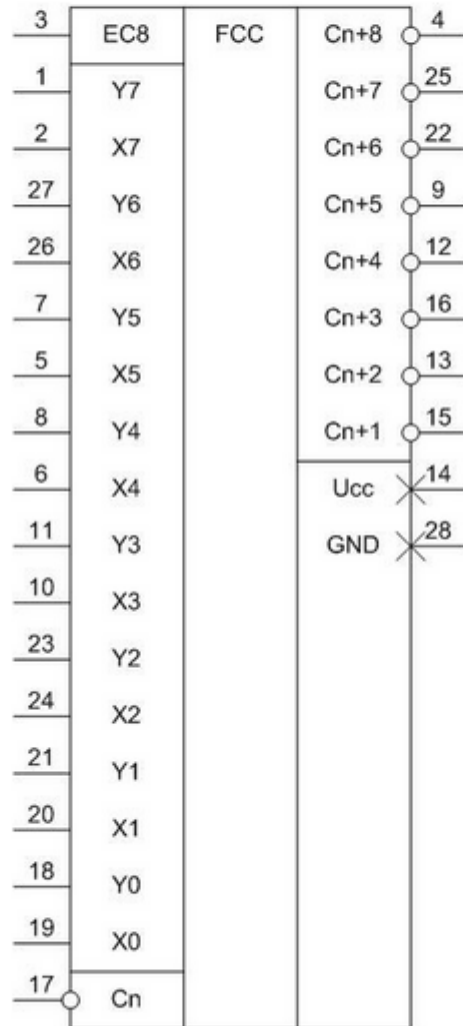 3 EC8 FCC Cn+8 4
1 Y7 Cn+7 25
2 X7 Cn+6 22
27 Y6 Cn+5 9
26 X6 Cn+4 12
7 Y5 Cn+3 16
5 X5 Cn+2 13
8 Y4 Cn+1 15
6 X4 Ucc 14
11 Y3 GND 28
10 X3
23 Y2
24 X2
21 Y1
20 X1
18 Y0
19 X0
17 Cn